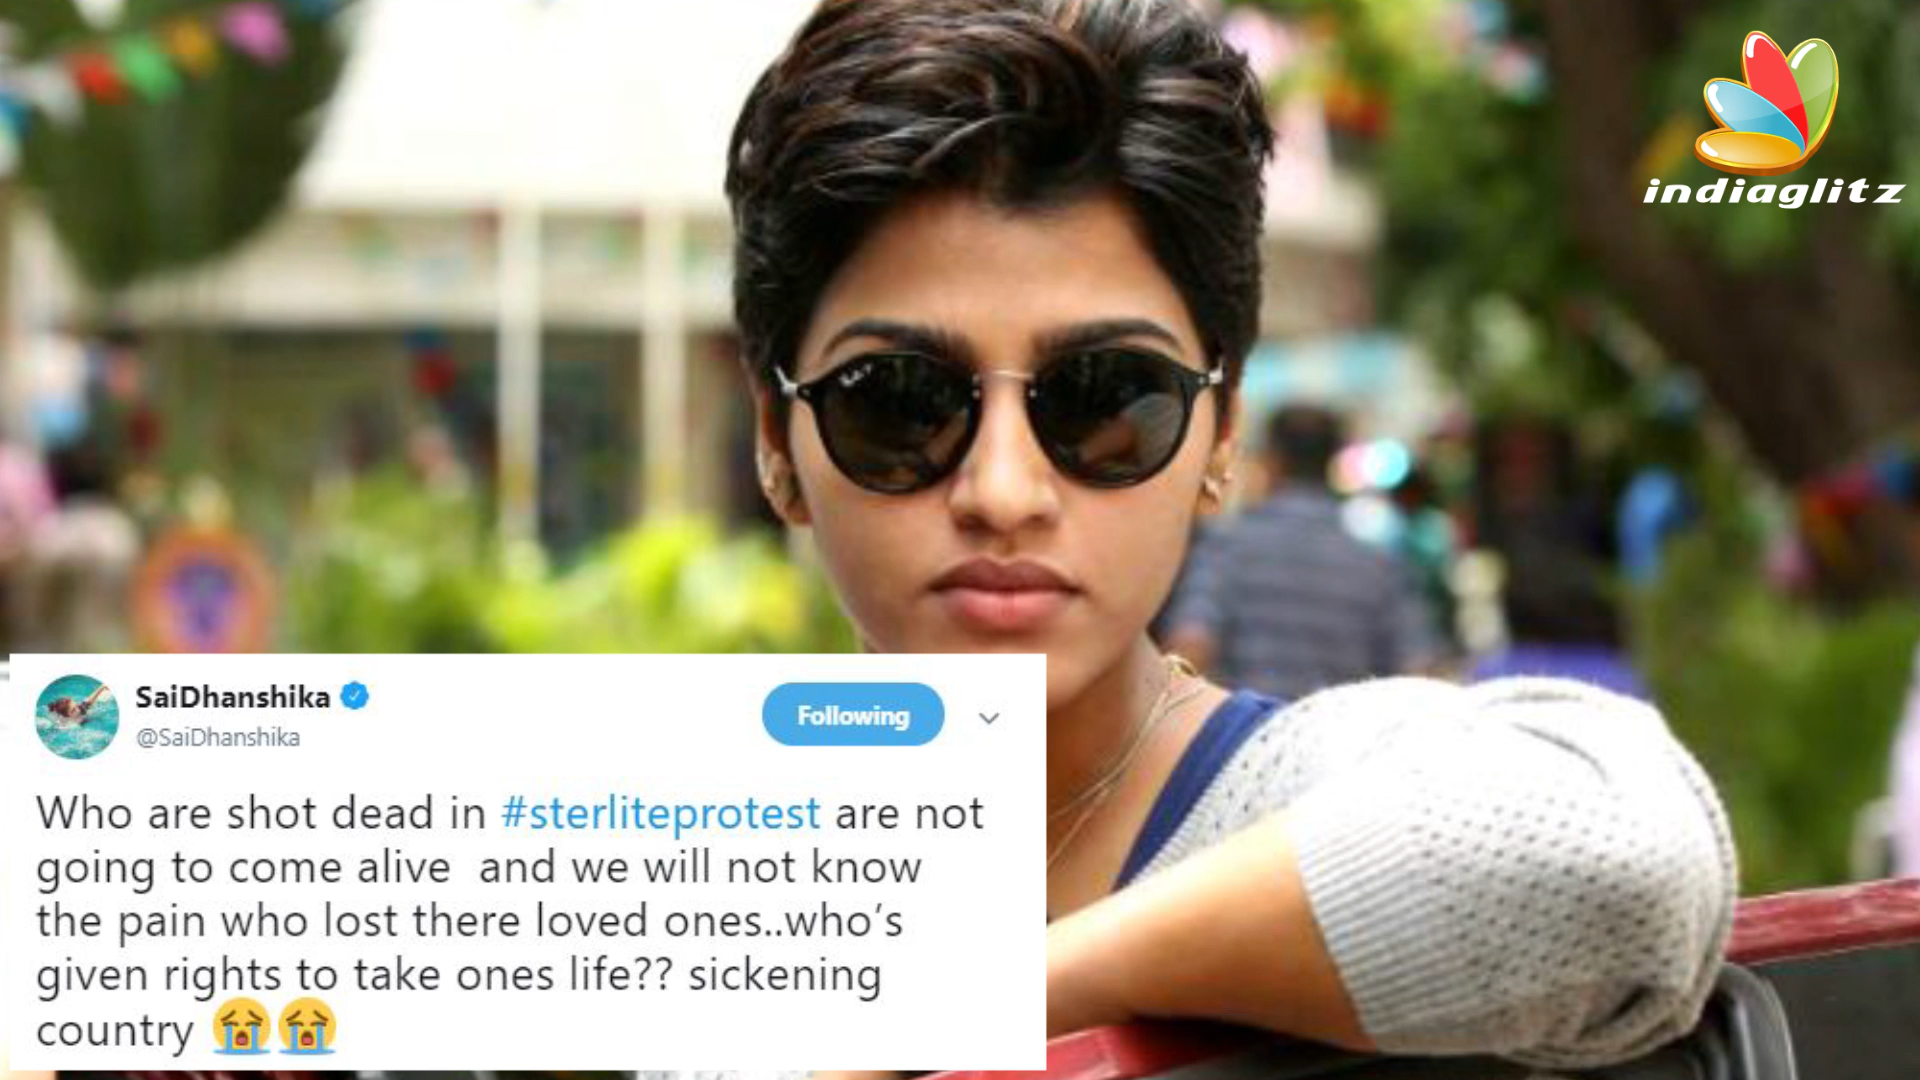 indiaglitz
SaiDhanshika
@SaiDhanshika
Following
Who are shot dead in #sterliteprotest are not
going to come alive and we will not know
the pain who lost there loved ones..who’s
given rights to take ones life?? sickening
country 😭😭